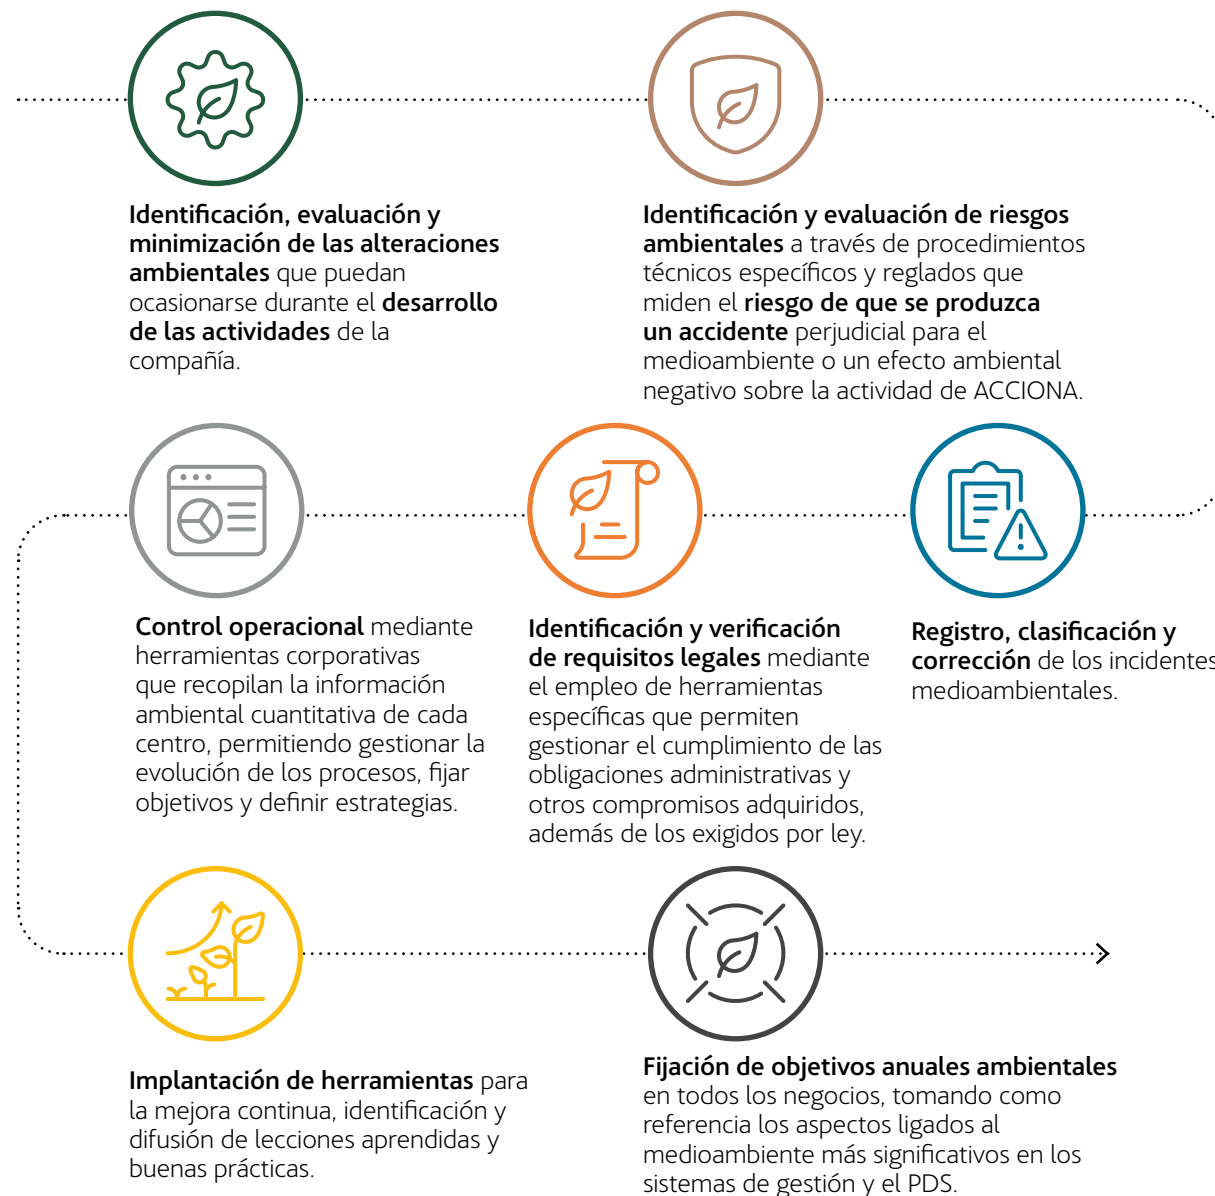 Identificación, evaluación y
minimización de las alteraciones
ambientales que puedan
ocasionarse durante el desarrollo
de las actividades de la
compañía.
Identificación y evaluación de riesgos
ambientales a través de procedimientos
técnicos específicos y reglados que
miden el riesgo de que se produzca
un accidente perjudicial para el
medioambiente o un efecto ambiental
negativo sobre la actividad de ACCIONA.
Control operacional mediante
herramientas corporativas
que recopilan la información
ambiental cuantitativa de cada
centro, permitiendo gestionar la
evolución de los procesos, fijar
objetivos y definir estrategias.
Identificación y verificación
de requisitos legales mediante
el empleo de herramientas
específicas que permiten
gestionar el cumplimiento de las
obligaciones administrativas y
otros compromisos adquiridos,
además de los exigidos por ley.
Registro, clasificación y
corrección de los incidentes
medioambientales.
Implantación de herramientas para
la mejora continua, identificación y
difusión de lecciones aprendidas y
buenas prácticas.
Fijación de objetivos anuales ambientales
en todos los negocios, tomando como
referencia los aspectos ligados al
medioambiente más significativos en los
sistemas de gestión y el PDS.